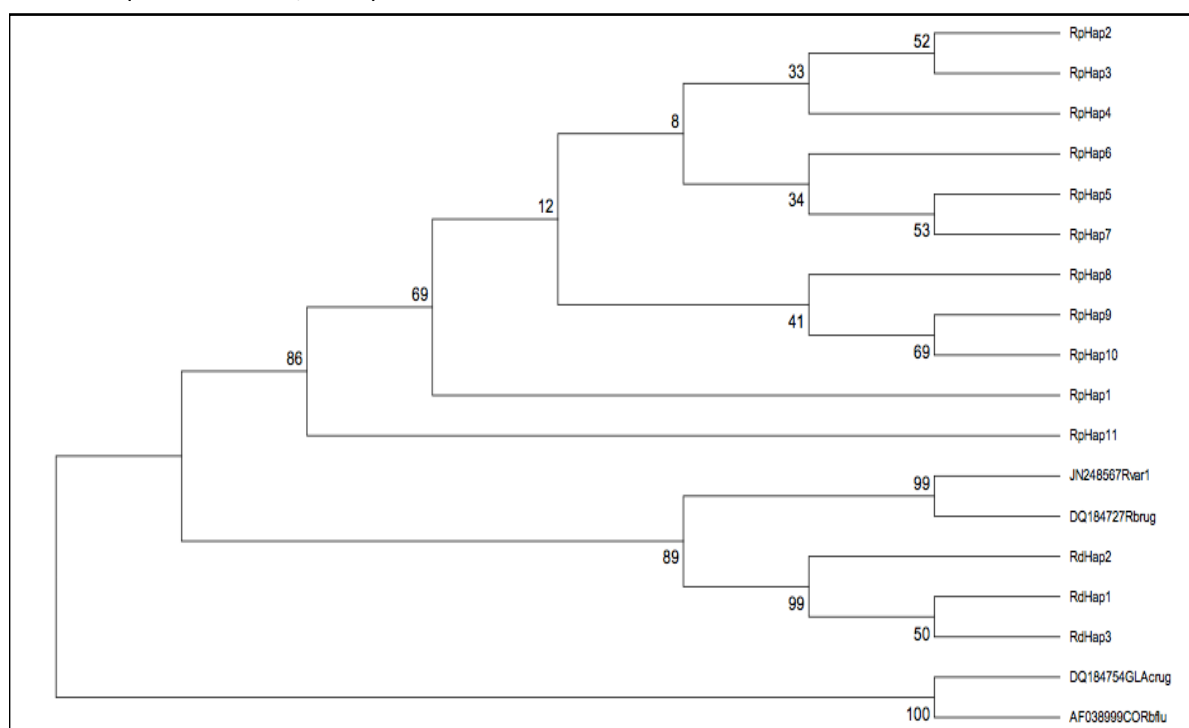 52
RpHap2
33
RpHap3
8
RpHap4
RpHap6
12
34
RpHap5
53
RpHap7
69
RpHap8
41
RpHap9
86
69
RpHap10
RpHap1
RpHap11
99
JN248567Rvar1
DQ184727Rbrug
89
RdHap2
99
RdHap1
50
RdHap3
DQ184754GLAcrug
100
AF038999CORbflu